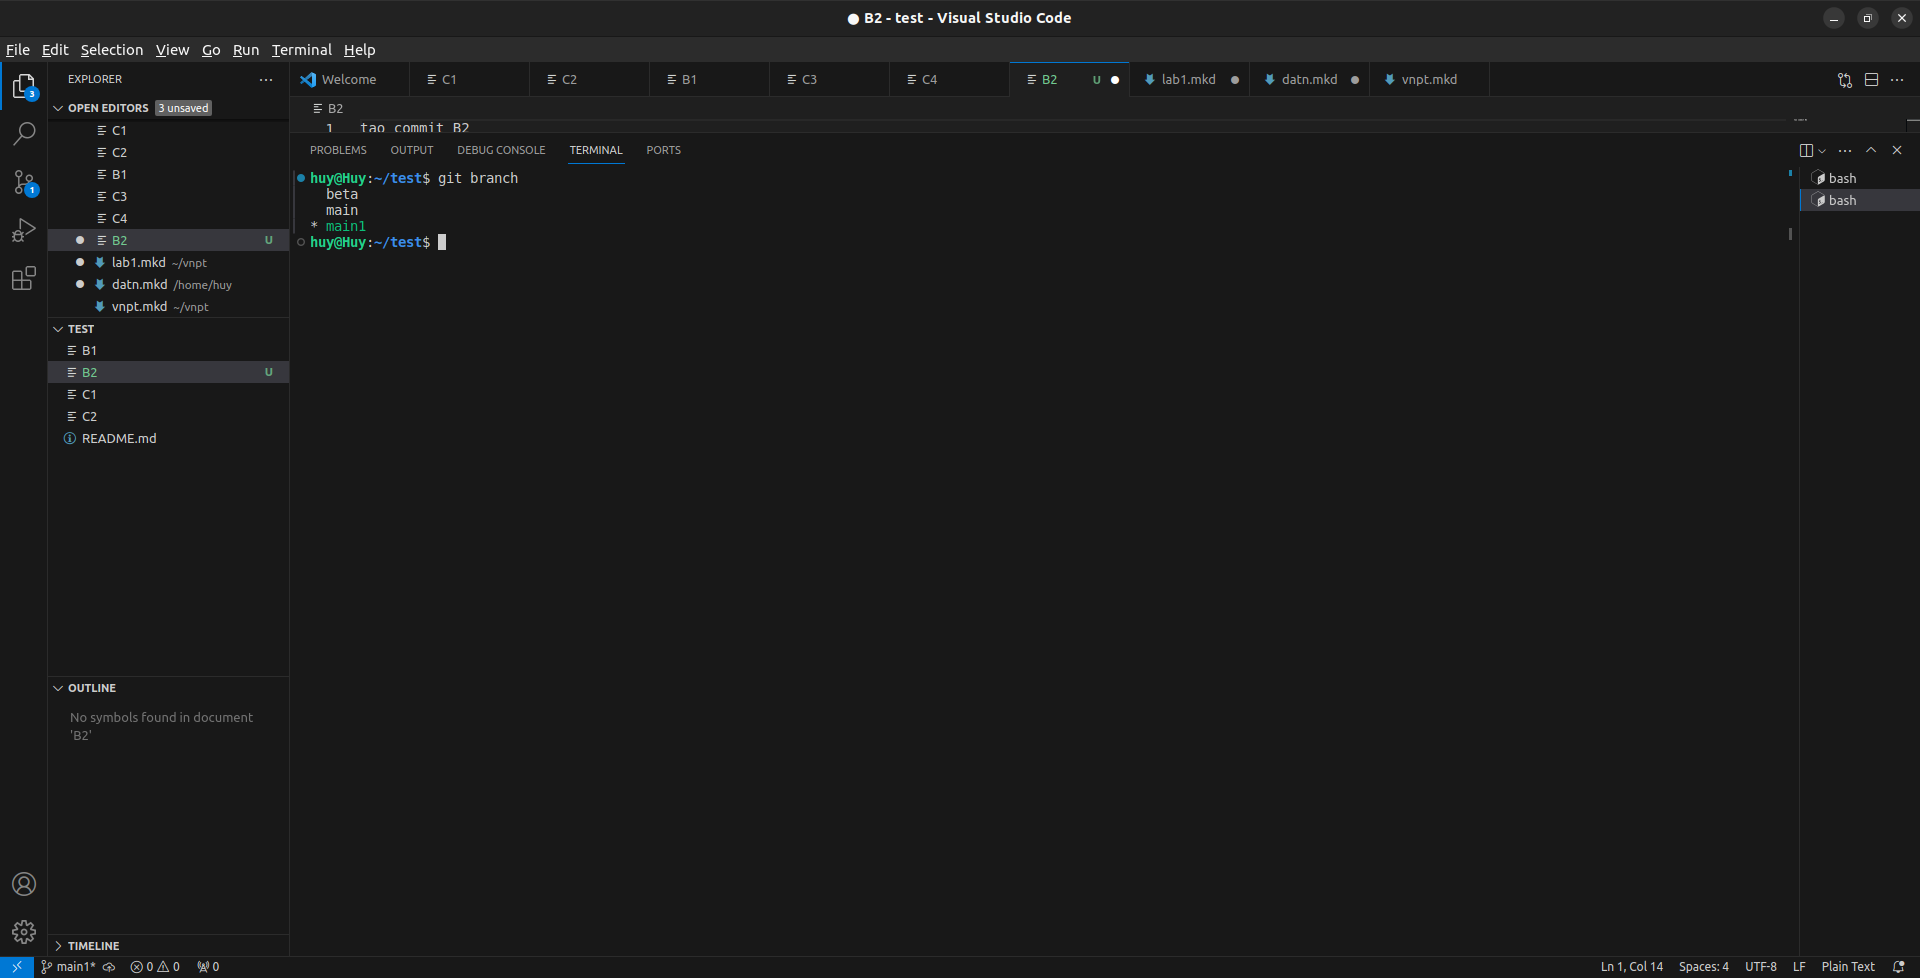 B2 - test - Visual Studio Code
File Edit Selection View Go Run Terminal Help
EXPLORER
OPEN EDITORS 3 unsaved
C1
C2
B1
C3
C4
B2 U
lab1.mkd ~/vnpt
datn.mkd /home/huy
vnpt.mkd ~/vnpt
TEST
B1
B2 U
C1
C2
README.md
OUTLINE
No symbols found in document
'B2'
TIMELINE
3
1
Welcome C1 C2 B1 C3 C4 B2 U lab1.mkd datn.mkd vnpt.mkd
B2
1 tao commit B2
PROBLEMS OUTPUT DEBUG CONSOLE TERMINAL PORTS
huy@Huy:~/test$ git branch
beta
main
* main1
huy@Huy:~/test$
bash
bash
main1* 0 0 0 Ln 1, Col 14 Spaces: 4 UTF-8 LF Plain Text